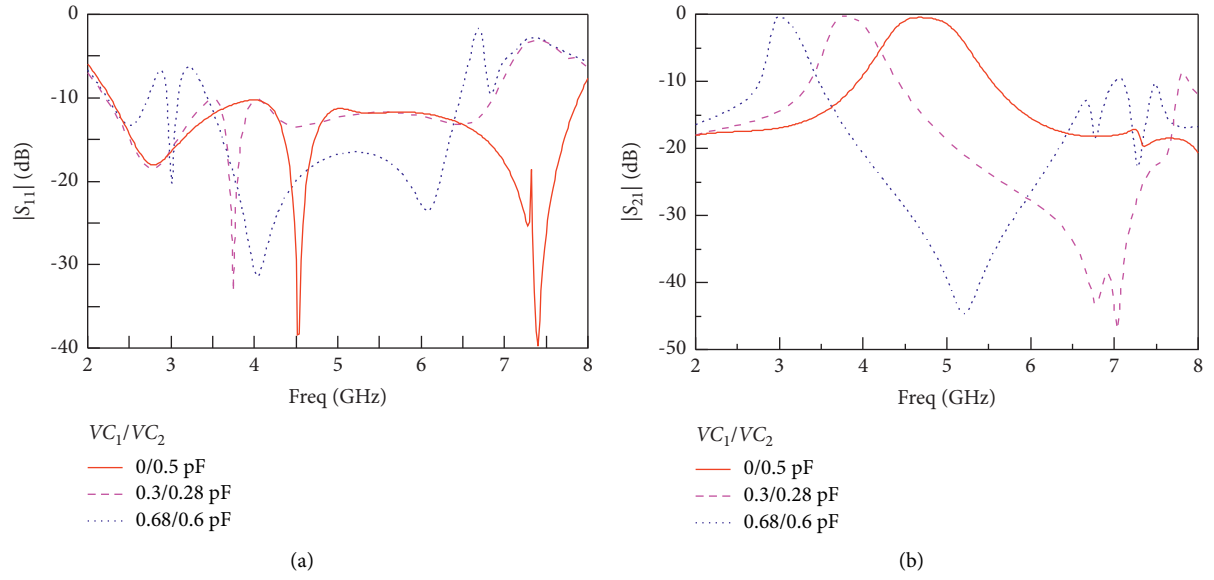 0
-10
-20
-30
-40
|S11| (dB)
2 3 4 5 6 7 8
Freq (GHz)
VC1/VC2
0/0.5 pF
0.3/0.28 pF
0.68/0.6 pF
(a)
0
-10
-20
-30
-40
-50
|S21| (dB)
2 3 4 5 6 7 8
Freq (GHz)
VC1/VC2
0/0.5 pF
0.3/0.28 pF
0.68/0.6 pF
(b)